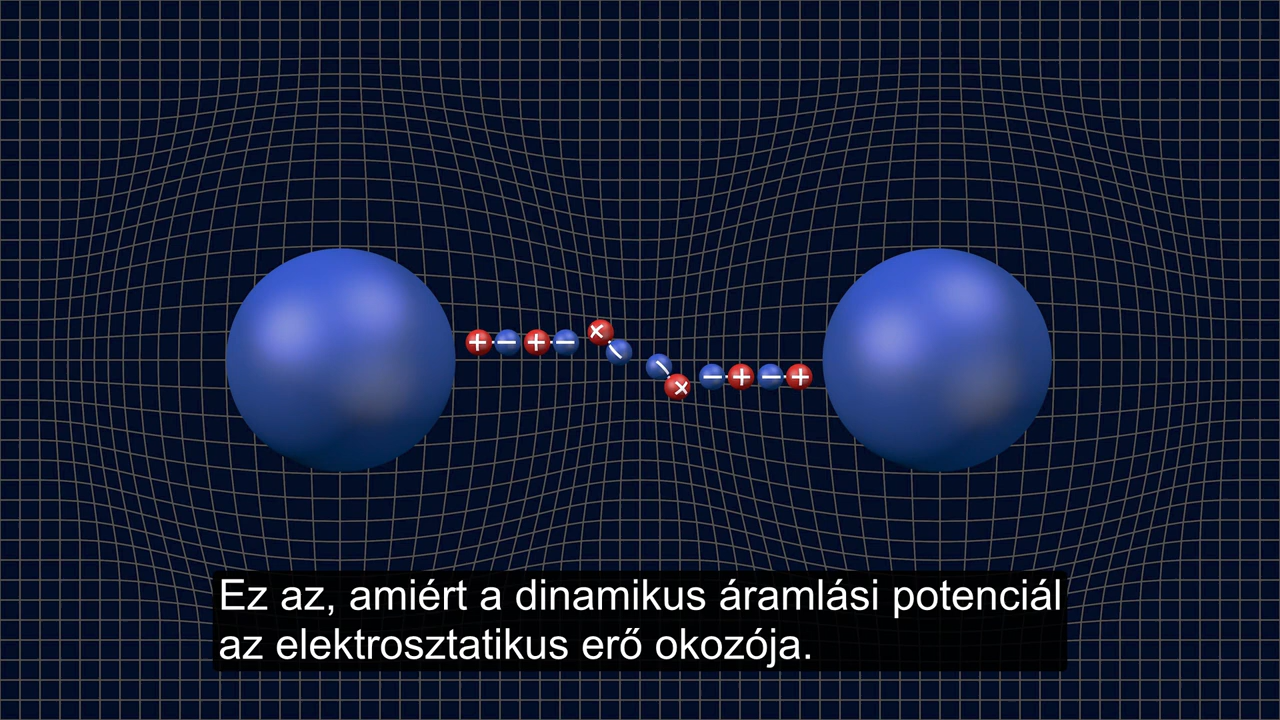 Ez az, amiért a dinamikus áramlási potenciál
az elektrosztatikus erő okozója.